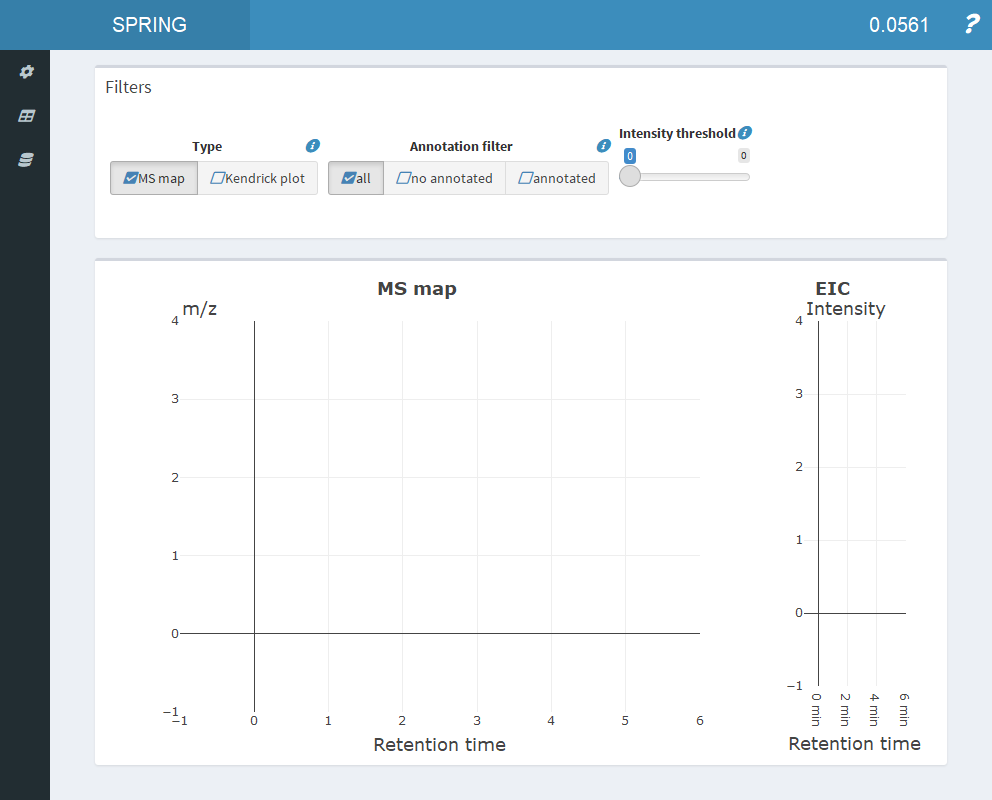 SPRING
0.0561 ?
Filters
Type
Annotation filter
Intensity threshold
MS map
Kendrick plot
all
no annotated
annotated
0
0
MS map
m/z
4
3
2
1
0
−1
−1 0 1 2 3 4 5 6
Retention time
EIC
Intensity
4
3
2
1
0
−1
0 min
2 min
4 min
6 min
Retention time